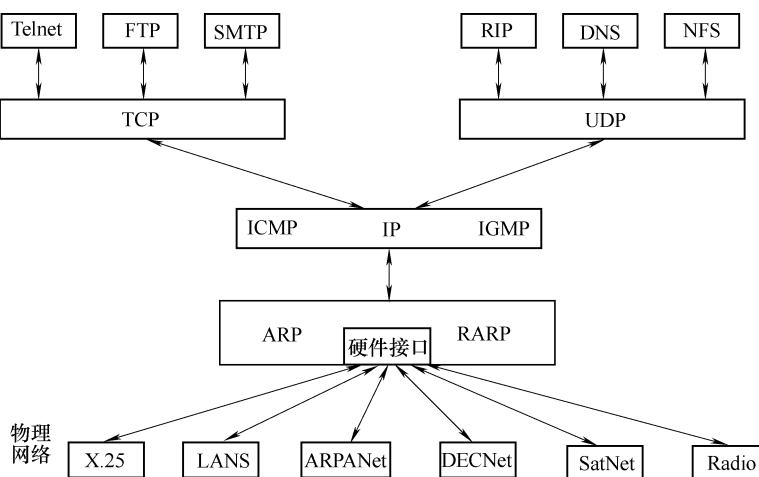 Telnet FTP SMTP RIP DNS NFS
TCP UDP
ICMP IP IGMP
ARP RARP
硬件接口
物理
网络
X.25 LANS ARPANet DECNet SatNet Radio